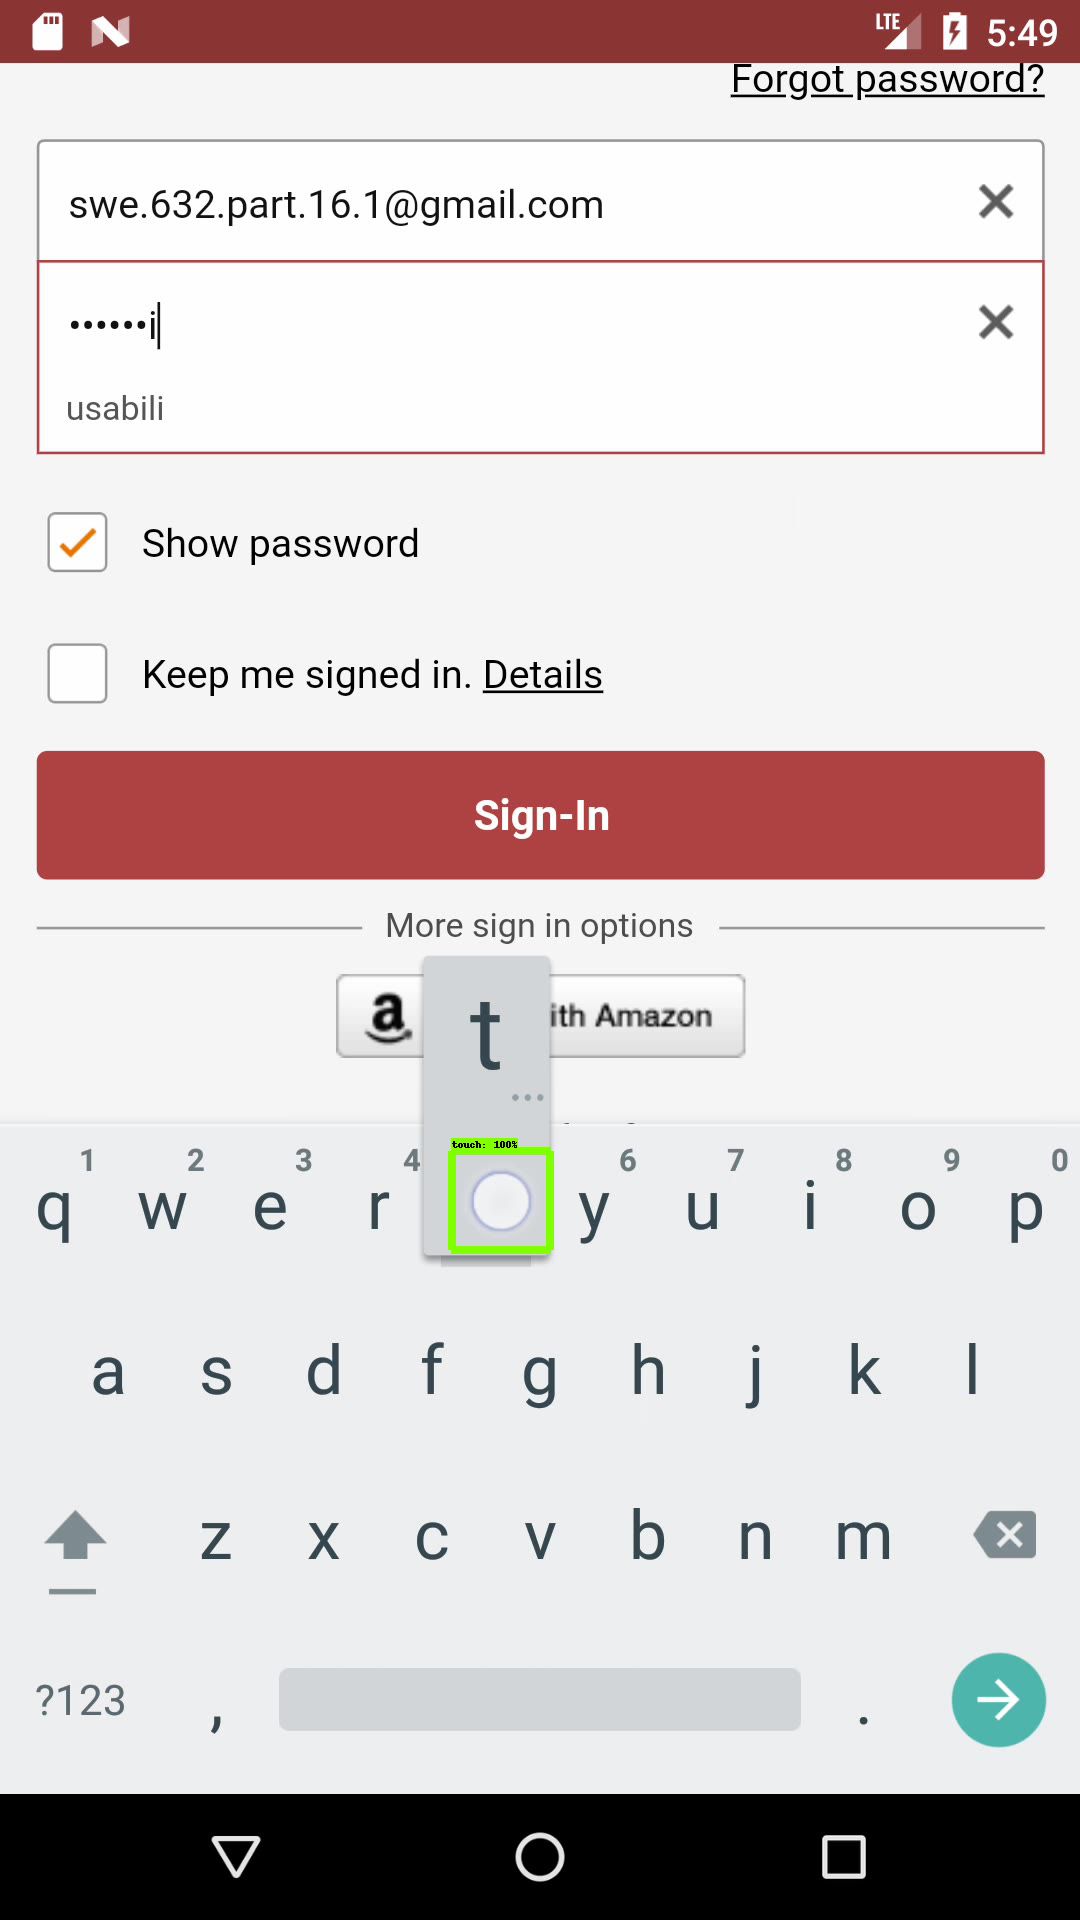 LTE 5:49
Forgot password?
swe.632.part.16.1@gmail.com
••••••i
usabili
Show password
Keep me signed in. Details
Sign-In
More sign in options
a ith Amazon
t
...
touch: 100%
1 2 3 4 6 7 8 9 0
q w e r y u i o p
a s d f g h j k l
z x c v b n m
?123 , .